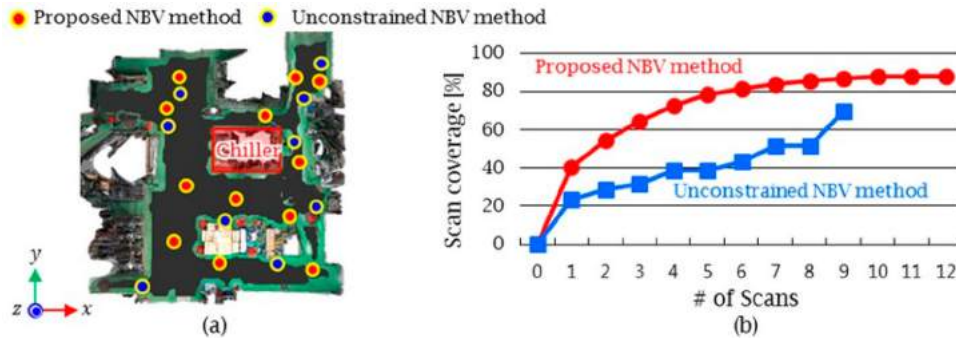 Proposed NBV method
Unconstrained NBV method
Chiller
y
z
x
(a)
Scan coverage [%]
100
80
60
40
20
0
Proposed NBV method
Unconstrained NBV method
0 1 2 3 4 5 6 7 8 9 10 11 12
# of Scans
(b)